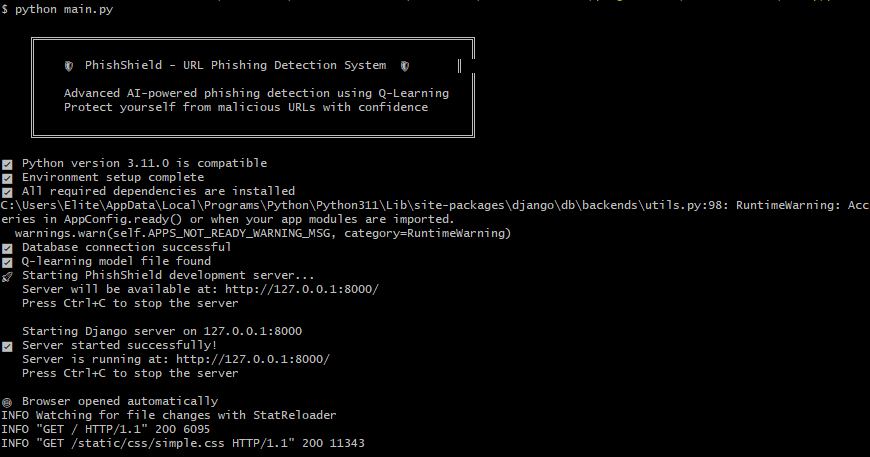 $ python main.py
PhishShield - URL Phishing Detection System
Advanced AI-powered phishing detection using Q-Learning
Protect yourself from malicious URLs with confidence
Python version 3.11.0 is compatible
Environment setup complete
All required dependencies are installed
C:\Users\Elite\AppData\Local\Programs\Python\Python311\Lib\site-packages\django\db\backends\utils.py:98: RuntimeWarning: Acc
eries in AppConfig.ready() or when your app modules are imported.
warnings.warn(self.APPS_NOT_READY_WARNING_MSG, category=RuntimeWarning)
Database connection successful
Q-learning model file found
Starting PhishShield development server...
Server will be available at: http://127.0.0.1:8000/
Press Ctrl+C to stop the server
Starting Django server on 127.0.0.1:8000
Server started successfully!
Server is running at: http://127.0.0.1:8000/
Press Ctrl+C to stop the server
Browser opened automatically
INFO Watching for file changes with StatReloader
INFO "GET / HTTP/1.1" 200 6095
INFO "GET /static/css/simple.css HTTP/1.1" 200 11343